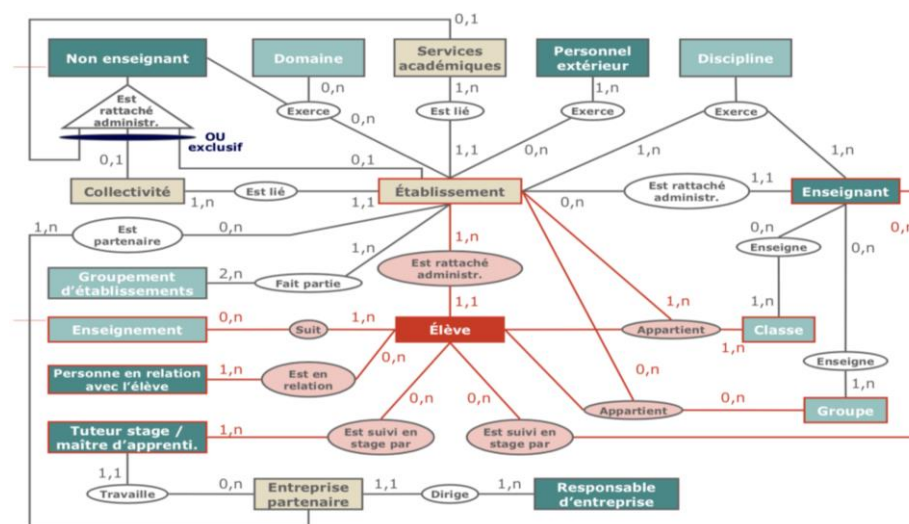 0,1
Non enseignant
Domaine
Services
académiques
Personnel
extérieur
Discipline
Est
rattaché
administr.
OU
exclusif
0,n
Exerce
0,n
1,n
Est lié
1,1
1,n
Exerce
0,n
Exerce
1,n
1,n
0,1
0,1
Collectivité
1,n
Est lié
1,1
Établissement
0,n
Est rattaché
administr.
1,1
Enseignant
0,n
1,n
Est
partenaire
0,n
1,n
1,n
Est rattaché
administr.
1,1
0,n
Enseigne
1,n
0,n
Groupement
d'établissements
2,n
Fait partie
Enseignement
0,n
Suit
1,n
Élève
1,n
Appartient
1,n
Classe
Personne en relation
avec l'élève
1,n
Est en
relation
0,n
0,n
Appartient
0,n
Enseigne
1,n
Groupe
Tuteur stage /
maître d'apprenti.
1,n
0,n
Est suivi en
stage par
0,n
Est suivi en
stage par
1,1
Travaille
0,n
Entreprise
partenaire
1,1
Dirige
1,n
Responsable
d'entreprise